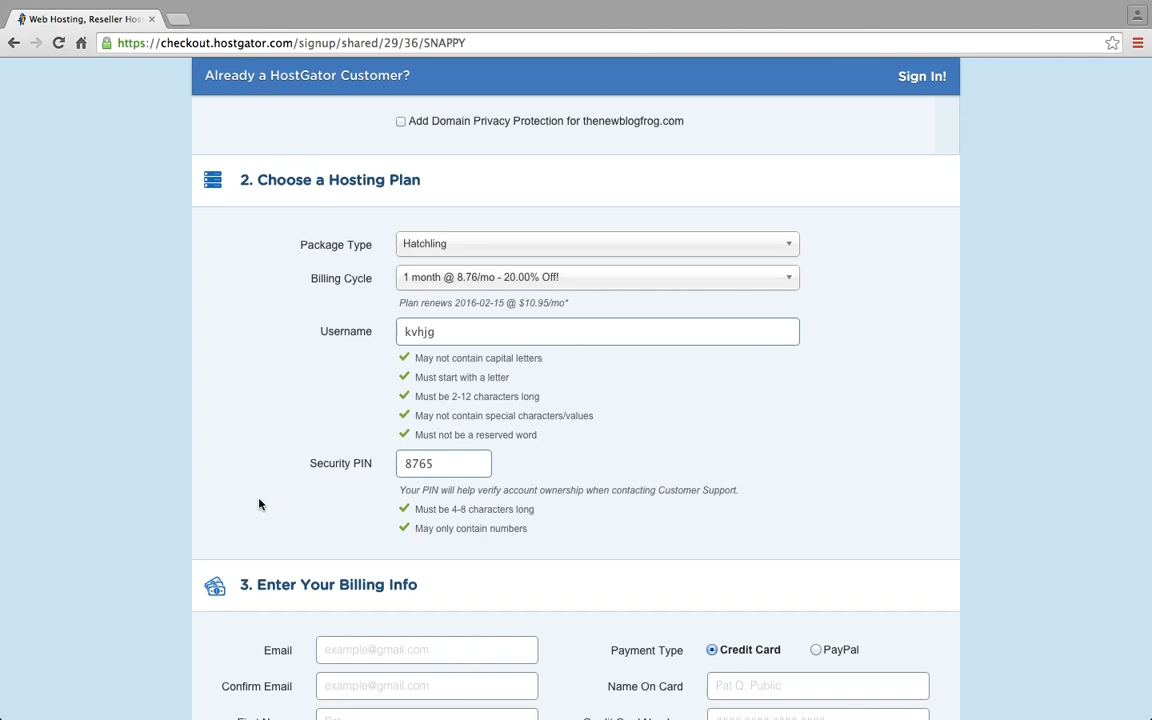 Web Hosting, Reseller Hos
https://checkout.hostgator.com/signup/shared/29/36/SNAPPY
Already a HostGator Customer?
Sign In!
Add Domain Privacy Protection for thenewblogfrog.com
2. Choose a Hosting Plan
Package Type
Hatchling
Billing Cycle
1 month @ 8.76/mo - 20.00% Off!
Plan renews 2016-02-15 @ $10.95/mo*
Username
kvhjg
May not contain capital letters
Must start with a letter
Must be 2-12 characters long
May not contain special characters/values
Must not be a reserved word
Security PIN
8765
Your PIN will help verify account ownership when contacting Customer Support.
Must be 4-8 characters long
May only contain numbers
3. Enter Your Billing Info
Email
example@gmail.com
Payment Type
Credit Card
PayPal
Confirm Email
example@gmail.com
Name On Card
Pat Q. Public